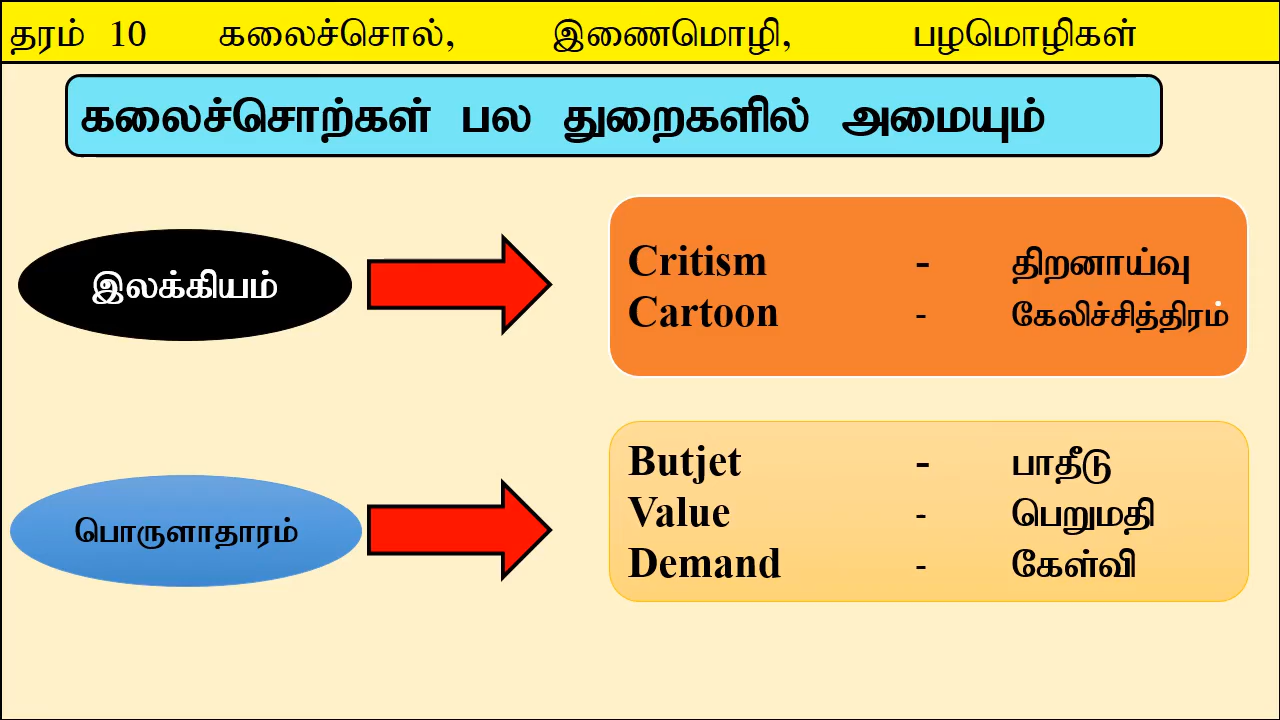 தரம் 10 கலைச்சொல், இணைமொழி, பழமொழிகள்
கலைச்சொற்கள் பல துறைகளில் அமையும்
இலக்கியம்
Critism - திறனாய்வு
Cartoon - கேலிச்சித்திரம்
பொருளாதாரம்
Butjet - பாதீடு
Value - பெறுமதி
Demand - கேள்வி